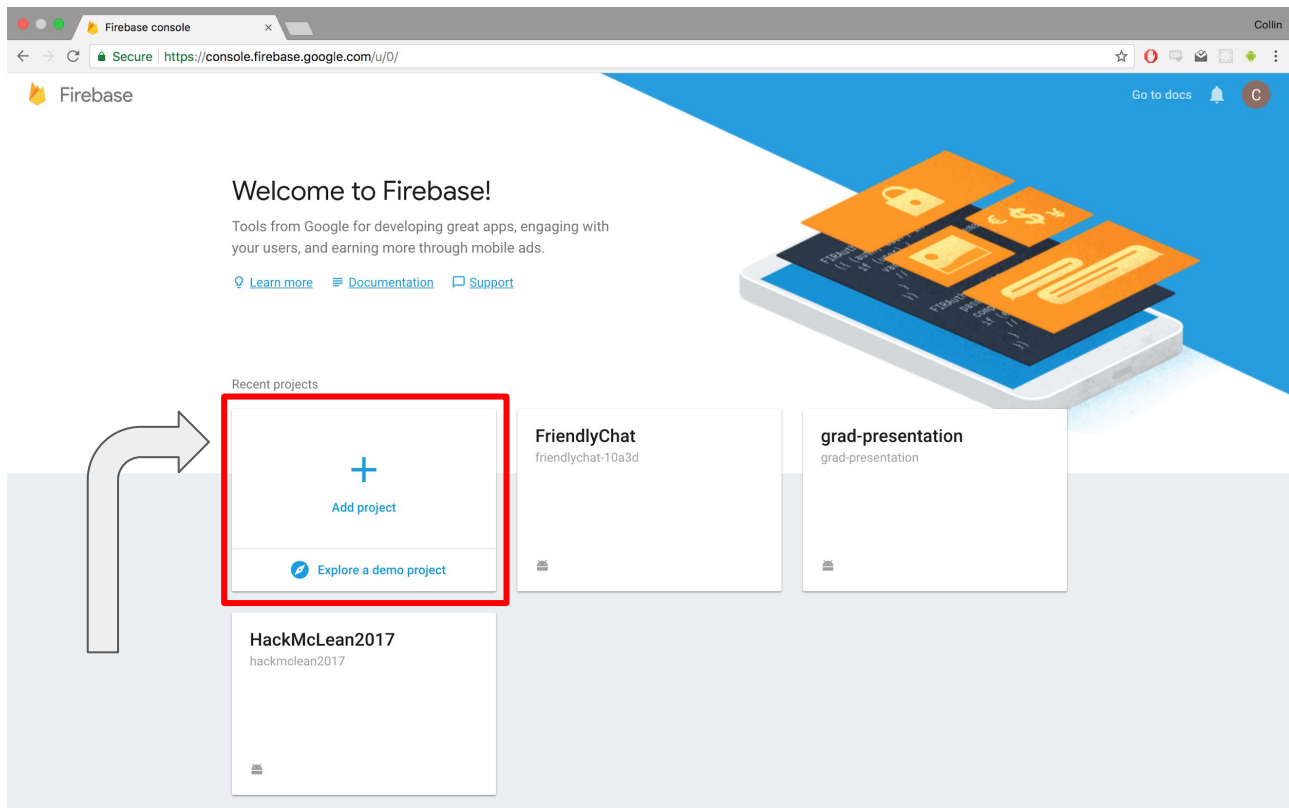 Firebase console
Collin
Secure https://console.firebase.google.com/u/0/
Firebase
Go to docs
C
Welcome to Firebase!
Tools from Google for developing great apps, engaging with
your users, and earning more through mobile ads.
Learn more Documentation Support
Recent projects
Add project
Explore a demo project
FriendlyChat
friendlychat-10a3d
grad-presentation
grad-presentation
HackMcLean2017
hackmclean2017